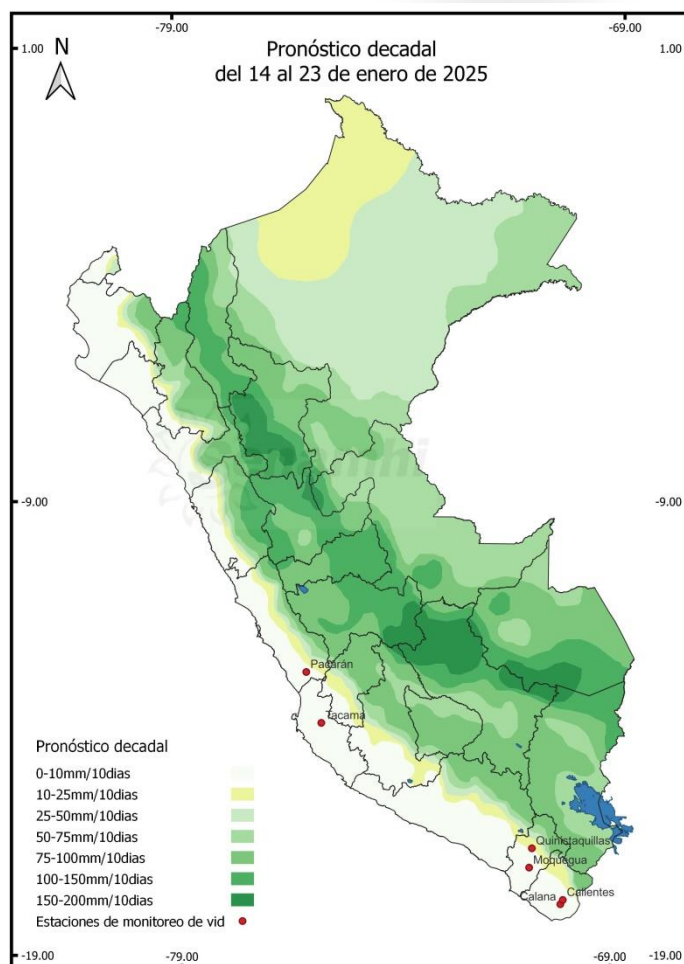 -79.00
-69.00
1.00
N
Pronóstico decadal
del 14 al 23 de enero de 2025
1.00
-9.00
senamhi
-9.00
Pacarán
Tacama
Quinistaquillas
Moquegua
Calientes
Calana
Pronóstico decadal
0-10mm/10dias
10-25mm/10dias
25-50mm/10dias
50-75mm/10dias
75-100mm/10dias
100-150mm/10dias
150-200mm/10dias
Estaciones de monitoreo de vid
-19.00
-79.00
-69.00
-19.00